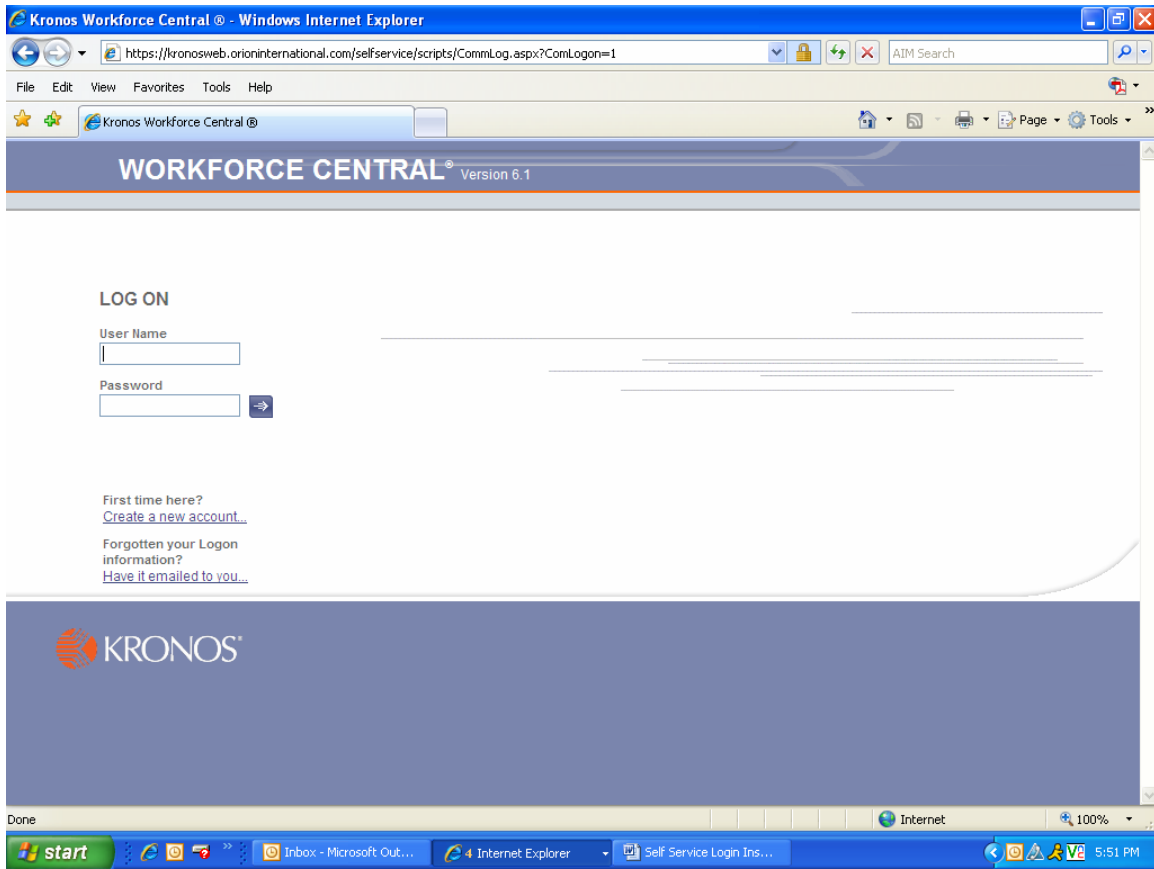 Kronos Workforce Central ® - Windows Internet Explorer
https://kronosweb.orioninternational.com/selfservice/scripts/CommLog.aspx?ComLogon=1
AIM Search
File Edit View Favorites Tools Help
Kronos Workforce Central ®
Page Tools »
WORKFORCE CENTRAL® Version 6.1
LOG ON
User Name
Password
First time here?
Create a new account...
Forgotten your Logon
information?
Have it emailed to you...
KRONOS®
Done Internet 100%
start » Inbox - Microsoft Out... 4 Internet Explorer Self Service Login Ins... 5:51 PM